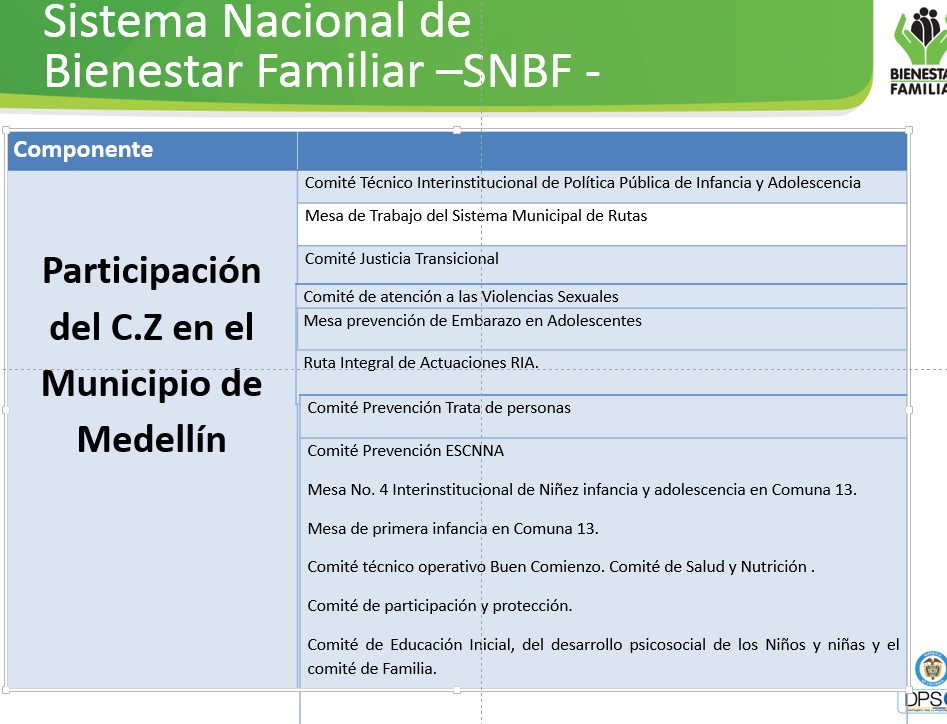 Sistema Nacional de
Bienestar Familiar –SNBF -
BIENESTA
FAMILIA
Componente
Participación
del C.Z en el
Municipio de
Medellín
Comité Técnico Interinstitucional de Política Pública de Infancia y Adolescencia
Mesa de Trabajo del Sistema Municipal de Rutas
Comité Justicia Transicional
Comité de atención a las Violencias Sexuales
Mesa prevención de Embarazo en Adolescentes
Ruta Integral de Actuaciones RIA.
Comité Prevención Trata de personas
Comité Prevención ESCNNA
Mesa No. 4 Interinstitucional de Niñez infancia y adolescencia en Comuna 13.
Mesa de primera infancia en Comuna 13.
Comité técnico operativo Buen Comienzo. Comité de Salud y Nutrición .
Comité de participación y protección.
Comité de Educación Inicial, del desarrollo psicosocial de los Niños y niñas y el
comité de Familia.
DPS